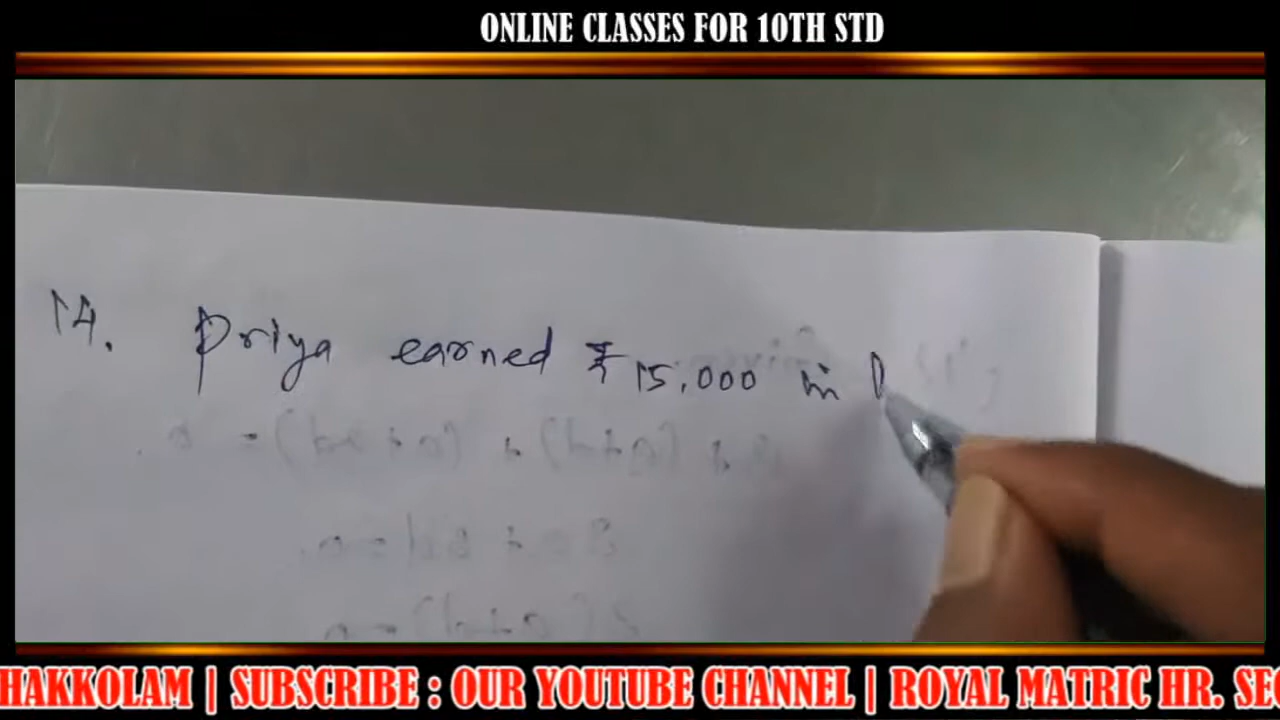 ONLINE CLASSES FOR 10TH STD
14. Priya earned ₹ 15,000 in
HAKKOLAM | SUBSCRIBE : OUR YOUTUBE CHANNEL | ROYAL MATRIC HR. SEC